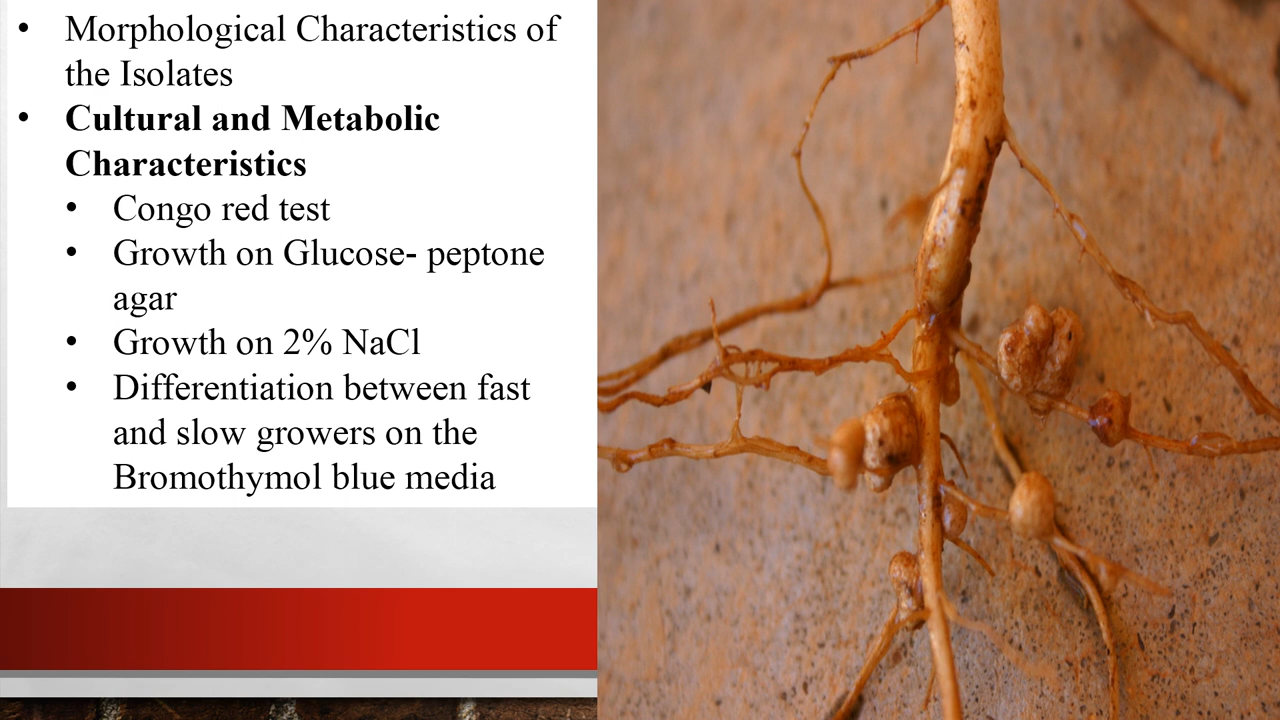 • Morphological Characteristics of
the Isolates
• Cultural and Metabolic
Characteristics
• Congo red test
• Growth on Glucose- peptone
agar
• Growth on 2% NaCl
• Differentiation between fast
and slow growers on the
Bromothymol blue media